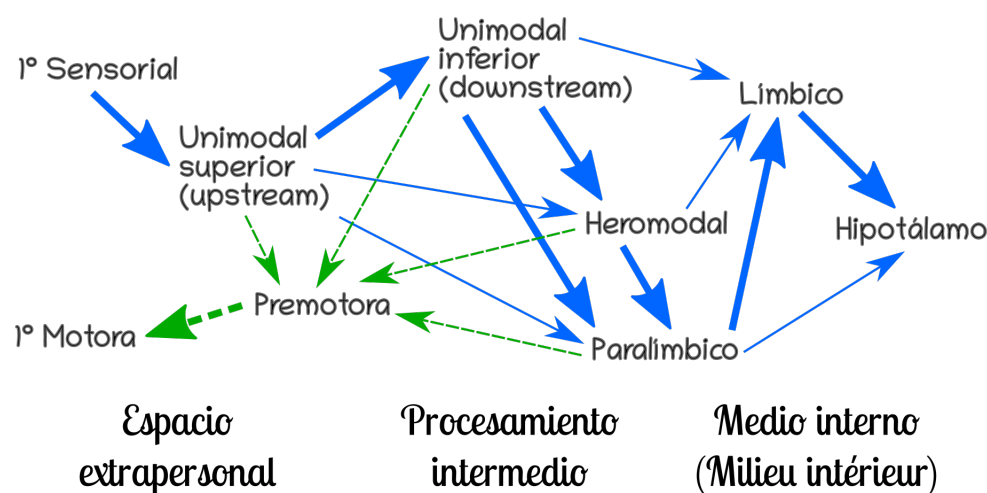 Unimodal
inferior
(downstream)
1º Sensorial
Límbico
Unimodal
superior
(upstream)
Heromodal
Hipotálamo
Premotora
1º Motora
Paralímbico
Espacio
extrapersonal
Procesamiento
intermedio
Medio interno
(Milieu intérieur)